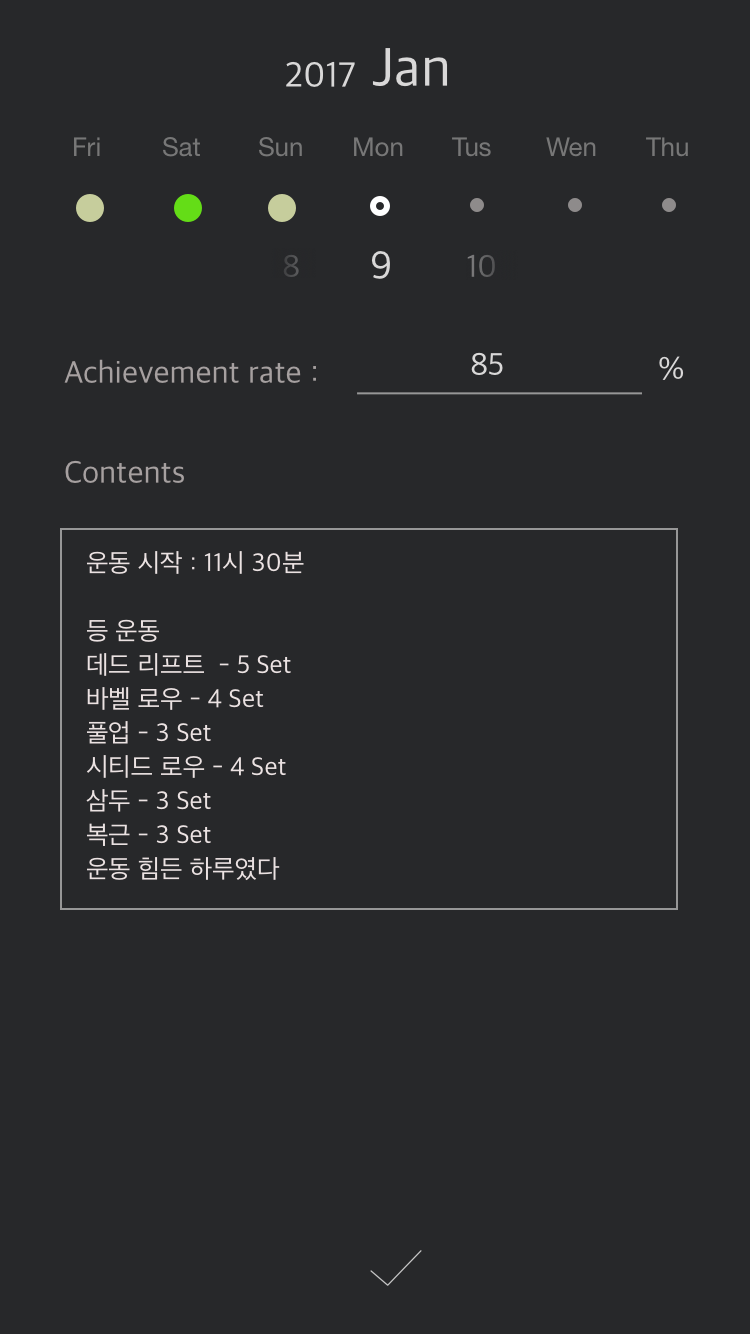 2017 Jan
Fri Sat Sun Mon Tus Wen Thu
8 9 10
Achievement rate : 85 %
Contents
운동 시작 : 11시 30분
등 운동
데드 리프트 - 5 Set
바벨 로우 - 4 Set
풀업 - 3 Set
시티드 로우 - 4 Set
삼두 - 3 Set
복근 - 3 Set
운동 힘든 하루였다